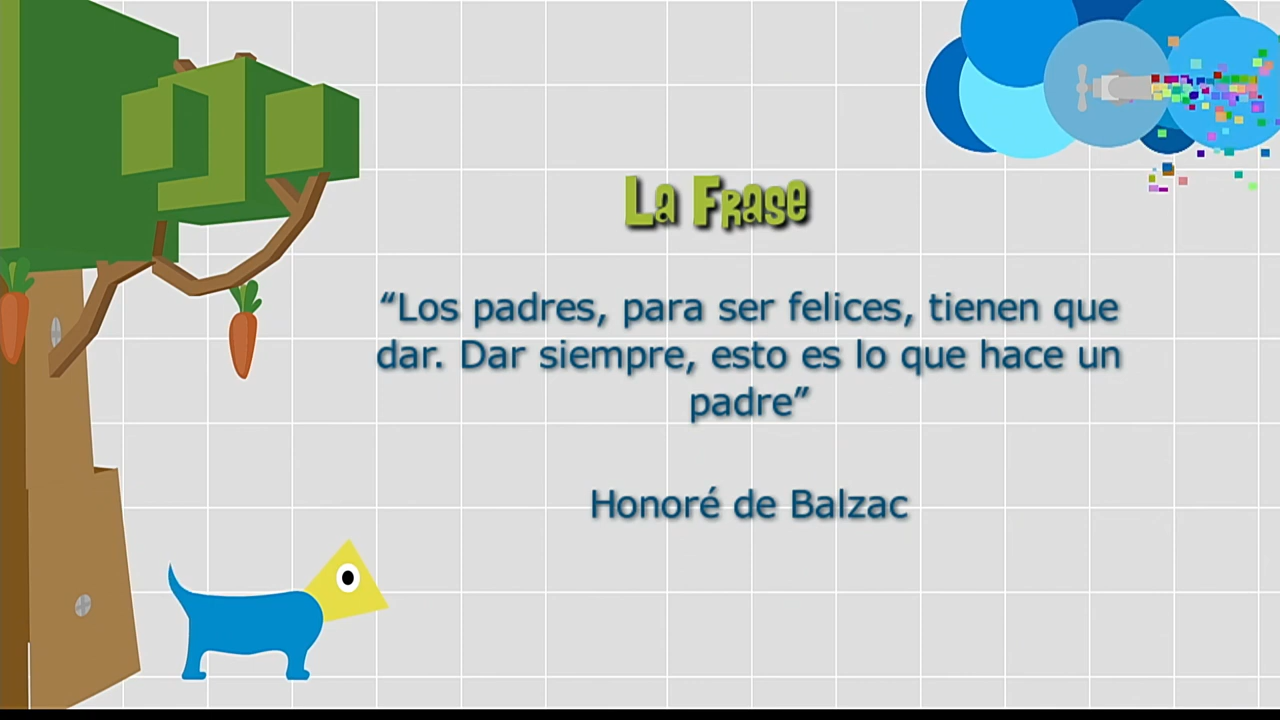 La Frase
“Los padres, para ser felices, tienen que
dar. Dar siempre, esto es lo que hace un
padre”
Honoré de Balzac